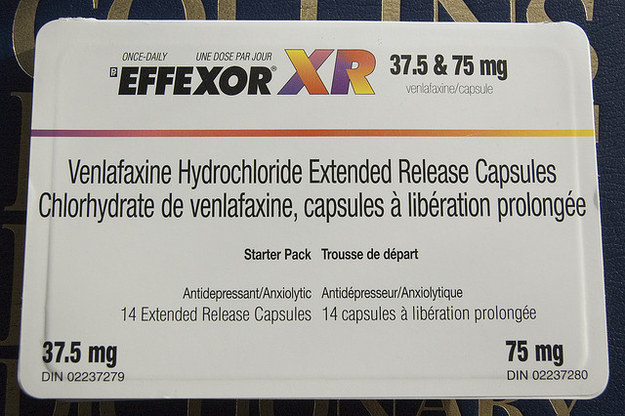 COLLINS
ONCE-DAILY UNE DOSE PAR JOUR
EFFEXOR® XR 37.5 & 75 mg
venlafaxine/capsule
Venlafaxine Hydrochloride Extended Release Capsules
Chlorhydrate de venlafaxine, capsules à libération prolongée
Starter Pack Trousse de départ
Antidepressant/Anxiolytic Antidépresseur/Anxiolytique
14 Extended Release Capsules 14 capsules à libération prolongée
37.5 mg 75 mg
DIN 02237279 DIN 02237280
DICTIONARY